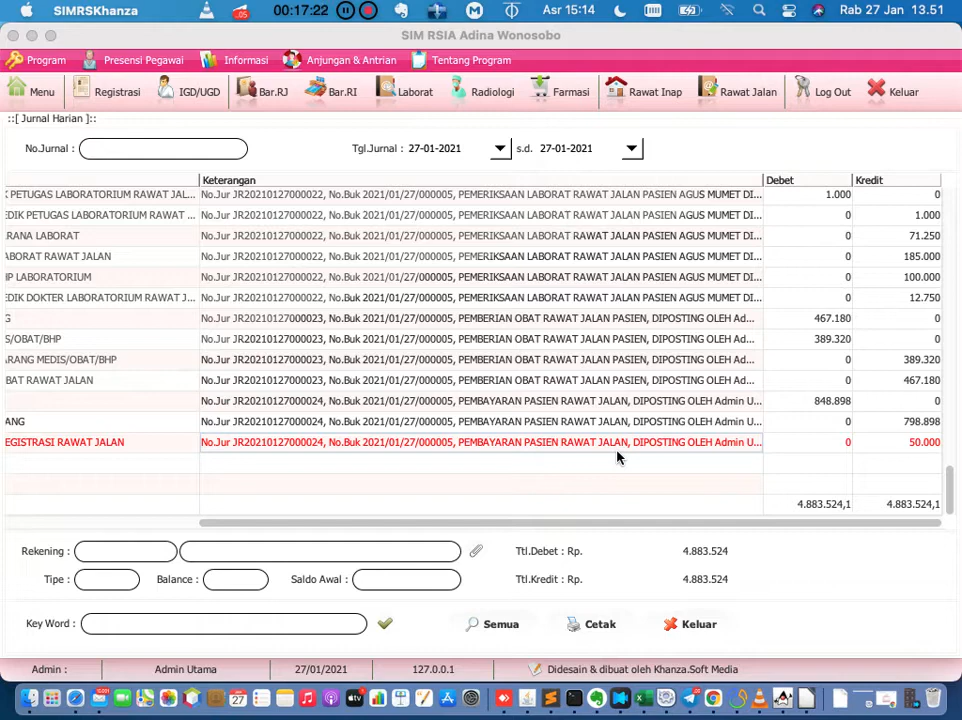 SIMRSKhanza 05 00:17:22 Asr 15:14 Rab 27 Jan 13.51
SIM RSIA Adina Wonosobo
Program Presensi Pegawai Informasi Anjungan & Antrian Tentang Program
Menu Registrasi IGD/UGD Bar.RJ Bar.RI Laborat Radiologi Farmasi Rawat Inap Rawat Jalan Log Out Keluar
::[ Jurnal Harian ]::
No.Jurnal : Tgl.Jurnal : 27-01-2021 s.d. 27-01-2021
Keterangan Debet Kredit
K PETUGAS LABORATORIUM RAWAT JAL... No.Jur JR20210127000022, No.Buk 2021/01/27/000005, PEMERIKSAAN LABORAT RAWAT JALAN PASIEN AGUS MUMET DI... 1.000 0
EDIK PETUGAS LABORATORIUM RAWAT ... No.Jur JR20210127000022, No.Buk 2021/01/27/000005, PEMERIKSAAN LABORAT RAWAT JALAN PASIEN AGUS MUMET DI... 0 1.000
ARANA LABORAT No.Jur JR20210127000022, No.Buk 2021/01/27/000005, PEMERIKSAAN LABORAT RAWAT JALAN PASIEN AGUS MUMET DI... 0 71.250
ABORAT RAWAT JALAN No.Jur JR20210127000022, No.Buk 2021/01/27/000005, PEMERIKSAAN LABORAT RAWAT JALAN PASIEN AGUS MUMET DI... 0 185.000
HP LABORATORIUM No.Jur JR20210127000022, No.Buk 2021/01/27/000005, PEMERIKSAAN LABORAT RAWAT JALAN PASIEN AGUS MUMET DI... 0 100.000
EDIK DOKTER LABORATORIUM RAWAT J... No.Jur JR20210127000022, No.Buk 2021/01/27/000005, PEMERIKSAAN LABORAT RAWAT JALAN PASIEN AGUS MUMET DI... 0 12.750
G No.Jur JR20210127000023, No.Buk 2021/01/27/000005, PEMBERIAN OBAT RAWAT JALAN PASIEN, DIPOSTING OLEH Ad... 467.180 0
S/OBAT/BHP No.Jur JR20210127000023, No.Buk 2021/01/27/000005, PEMBERIAN OBAT RAWAT JALAN PASIEN, DIPOSTING OLEH Ad... 389.320 0
ARANG MEDIS/OBAT/BHP No.Jur JR20210127000023, No.Buk 2021/01/27/000005, PEMBERIAN OBAT RAWAT JALAN PASIEN, DIPOSTING OLEH Ad... 0 389.320
BAT RAWAT JALAN No.Jur JR20210127000023, No.Buk 2021/01/27/000005, PEMBERIAN OBAT RAWAT JALAN PASIEN, DIPOSTING OLEH Ad... 0 467.180
No.Jur JR20210127000024, No.Buk 2021/01/27/000005, PEMBAYARAN PASIEN RAWAT JALAN, DIPOSTING OLEH Admin U... 848.898 0
ANG No.Jur JR20210127000024, No.Buk 2021/01/27/000005, PEMBAYARAN PASIEN RAWAT JALAN, DIPOSTING OLEH Admin U... 0 798.898
EGISTRASI RAWAT JALAN No.Jur JR20210127000024, No.Buk 2021/01/27/000005, PEMBAYARAN PASIEN RAWAT JALAN, DIPOSTING OLEH Admin U... 0 50.000
4.883.524,1 4.883.524,1
Rekening : Ttl.Debet : Rp. 4.883.524
Tipe : Balance : Saldo Awal : Ttl.Kredit : Rp. 4.883.524
Key Word : Semua Cetak Keluar
Admin : Admin Utama 27/01/2021 127.0.0.1 Didesain & dibuat oleh Khanza.Soft Media
27